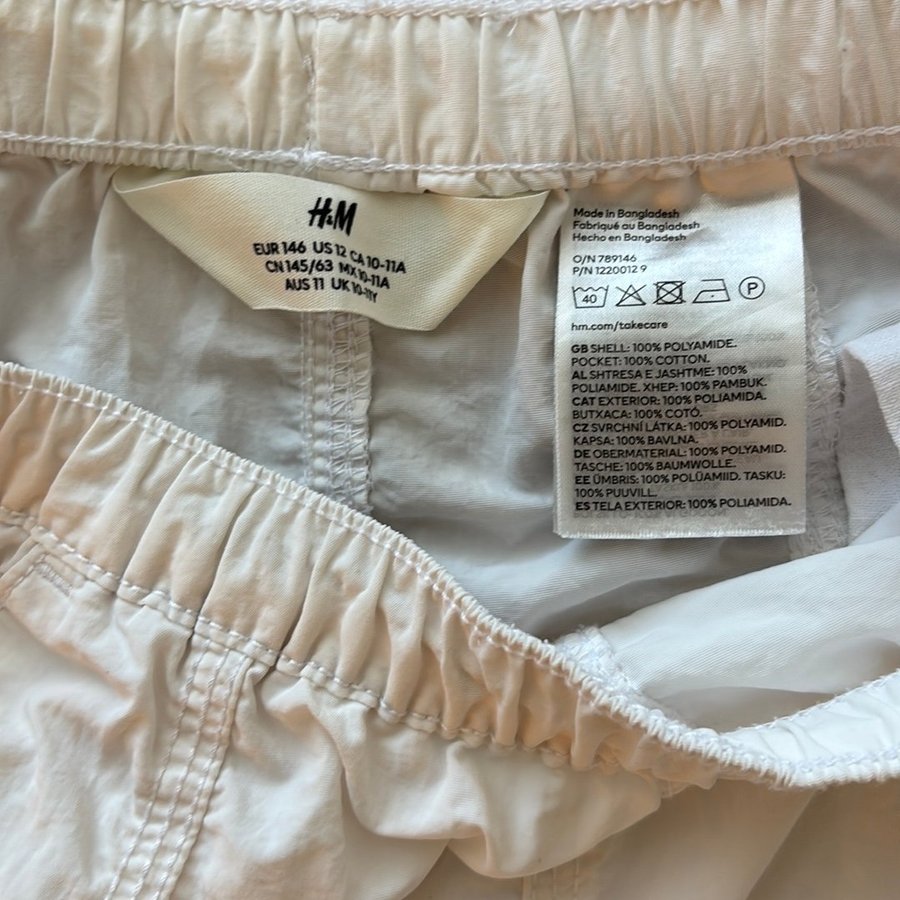 H&M
EUR 146 US 12 CA 10-11A
CN 145/63 MX 10-11A
AUS 11 UK 10-11Y
Made in Bangladesh
Fabriqué au Bangladesh
Hecho en Bangladesh
O/N 789146
P/N 1220012 9
40
P
hm.com/takecare
GB SHELL: 100% POLYAMIDE.
POCKET: 100% COTTON.
AL SHTRESA E JASHTME: 100%
POLIAMIDE. XHEP: 100% PAMBUK.
CAT EXTERIOR: 100% POLIAMIDA.
BUTXACA: 100% COTÓ.
CZ SVRCHNÍ LÁTKA: 100% POLYAMID.
KAPSA: 100% BAVLNA.
DE OBERMATERIAL: 100% POLYAMID.
TASCHE: 100% BAUMWOLLE.
EE ÜMBRIS: 100% POLÜAMIID. TASKU:
100% PUUVILL.
ES TELA EXTERIOR: 100% POLIAMIDA.